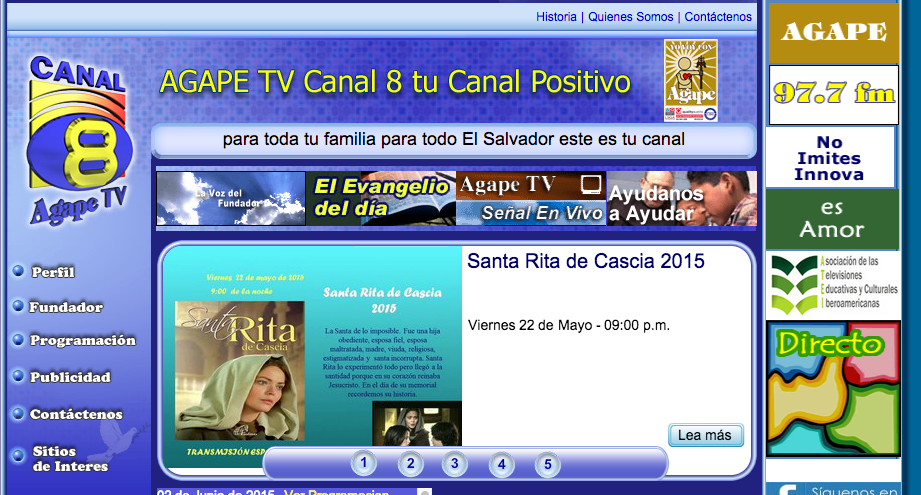 Historia | Quienes Somos | Contáctenos
CANAL
8
Agape TV
AGAPE TV Canal 8 tu Canal Positivo
YO SOY CON
Agape
para toda tu familia para todo El Salvador este es tu canal
La Voz del
Fundador
El Evangelio
del día
Agape TV
Señal En Vivo
Ayudanos
a Ayudar
Perfil
Fundador
Programación
Publicidad
Contáctenos
Sitios
de Interes
Viernes 22 de mayo de 2015
9:00 de la noche
Santa
Rita
de Cascia
Santa Rita de Cascia
2015
La Santa de lo imposible. Fue una hija
obediente, esposa fiel, esposa
maltratada, madre, viuda, religiosa,
estigmatizada y santa incorrupta. Santa
Rita lo experimentó todo pero llegó a la
santidad porque en su corazón reinaba
Jesucristo. En el día de su memorial
recordemos su historia.
Santa Rita de Cascia 2015
Viernes 22 de Mayo - 09:00 p.m.
Lea más
1 2 3 4 5
02 de Junio de 2015 Ver Programacion
AGAPE
97.7 fm
No
Imites
Innova
es
Amor
ATEI
Asociación de las
Televisiones
Educativas y Culturales
Iberoamericanas
Directo
Síguenos en